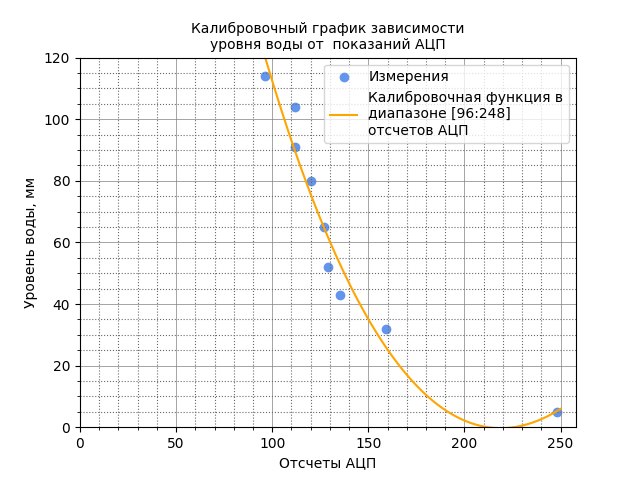 Калибровочный график зависимости
уровня воды от  показаний АЦП
Измерения
Калибровочная функция в
диапазоне [96:248]
отсчетов АЦП
Уровень воды, мм
120
100
80
60
40
20
0
0 50 100 150 200 250
Отсчеты АЦП